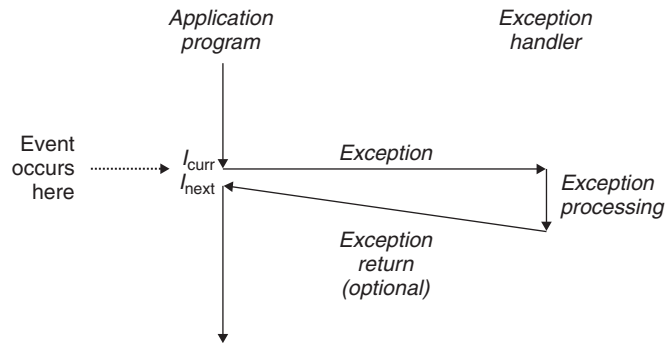 Application
program
Exception
handler
Event
occurs
here
Icurr
Inext
Exception
Exception
processing
Exception
return
(optional)